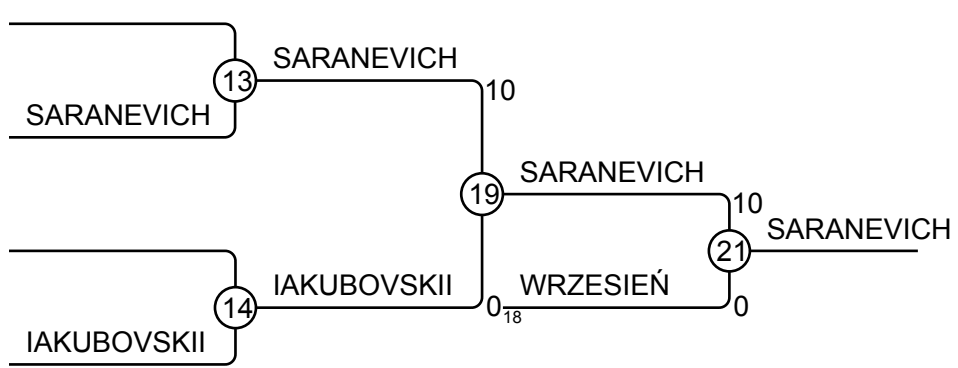 SARANEVICH
13
10
SARANEVICH
SARANEVICH
19
10
SARANEVICH
21
IAKUBOVSKII
WRZESIEŃ
14
0
18
0
IAKUBOVSKII